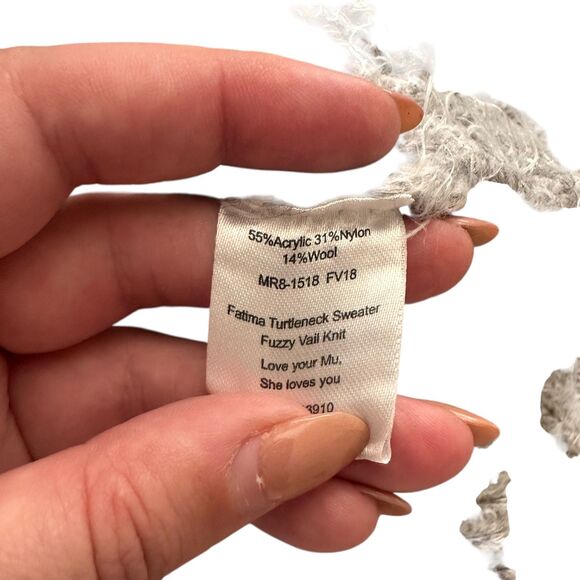 55%Acrylic 31%Nylon
14%Wool
MR8-1518 FV18
Fatima Turtleneck Sweater
Fuzzy Vail Knit
Love your Mu,
She loves you
3910